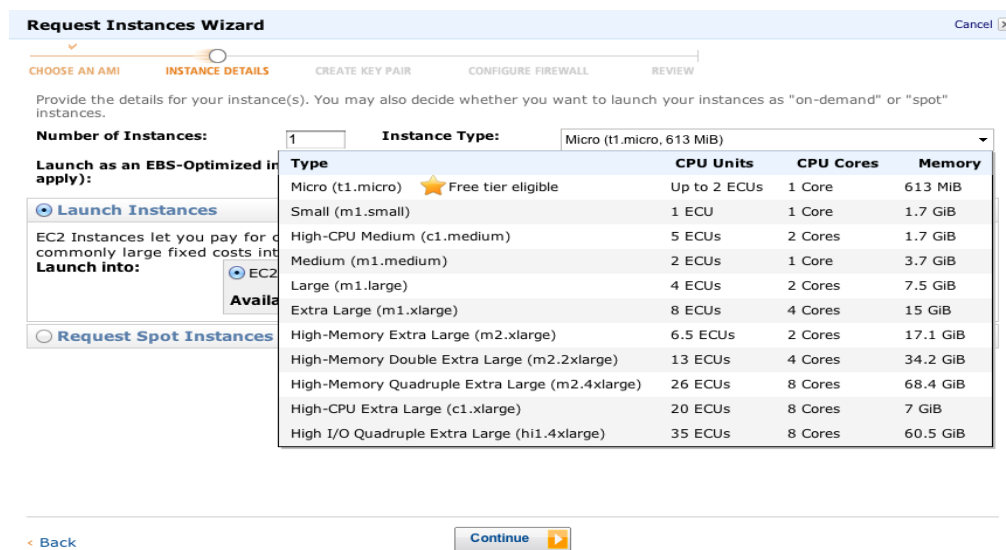 Request Instances Wizard Cancel
CHOOSE AN AMI INSTANCE DETAILS CREATE KEY PAIR CONFIGURE FIREWALL REVIEW
Provide the details for your instance(s). You may also decide whether you want to launch your instances as "on-demand" or "spot"
instances.
Number of Instances: 1 Instance Type: Micro (t1.micro, 613 MiB)
Launch as an EBS-Optimized
apply):
Type CPU Units CPU Cores Memory
Micro (t1.micro) Free tier eligible Up to 2 ECUs 1 Core 613 MiB
Small (m1.small) 1 ECU 1 Core 1.7 GiB
High-CPU Medium (c1.medium) 5 ECUs 2 Cores 1.7 GiB
Medium (m1.medium) 2 ECUs 1 Core 3.7 GiB
Large (m1.large) 4 ECUs 2 Cores 7.5 GiB
Extra Large (m1.xlarge) 8 ECUs 4 Cores 15 GiB
High-Memory Extra Large (m2.xlarge) 6.5 ECUs 2 Cores 17.1 GiB
High-Memory Double Extra Large (m2.2xlarge) 13 ECUs 4 Cores 34.2 GiB
High-Memory Quadruple Extra Large (m2.4xlarge) 26 ECUs 8 Cores 68.4 GiB
High-CPU Extra Large (c1.xlarge) 20 ECUs 8 Cores 7 GiB
High I/O Quadruple Extra Large (hi1.4xlarge) 35 ECUs 8 Cores 60.5 GiB
Launch Instances
EC2 Instances let you pay for
commonly large fixed costs
Launch into: EC2
Request Spot Instances
< Back Continue